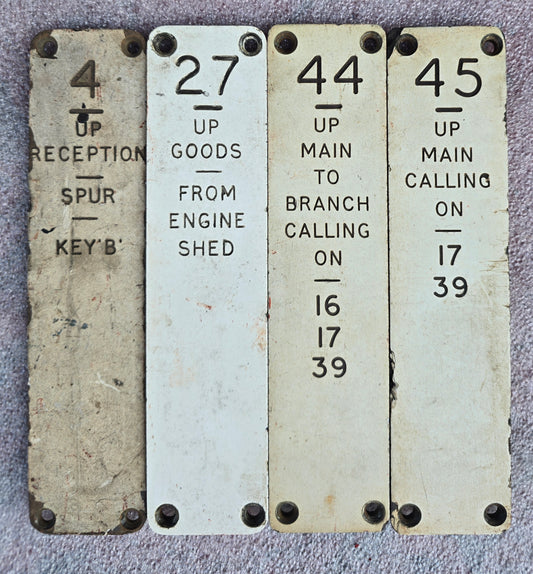 4
UP
RECEPTION
SPUR
KEY 'B'
27
UP
GOODS
FROM
ENGINE
SHED
44
UP
MAIN
TO
BRANCH
CALLING
ON
16
17
39
45
UP
MAIN
CALLING
ON
17
39